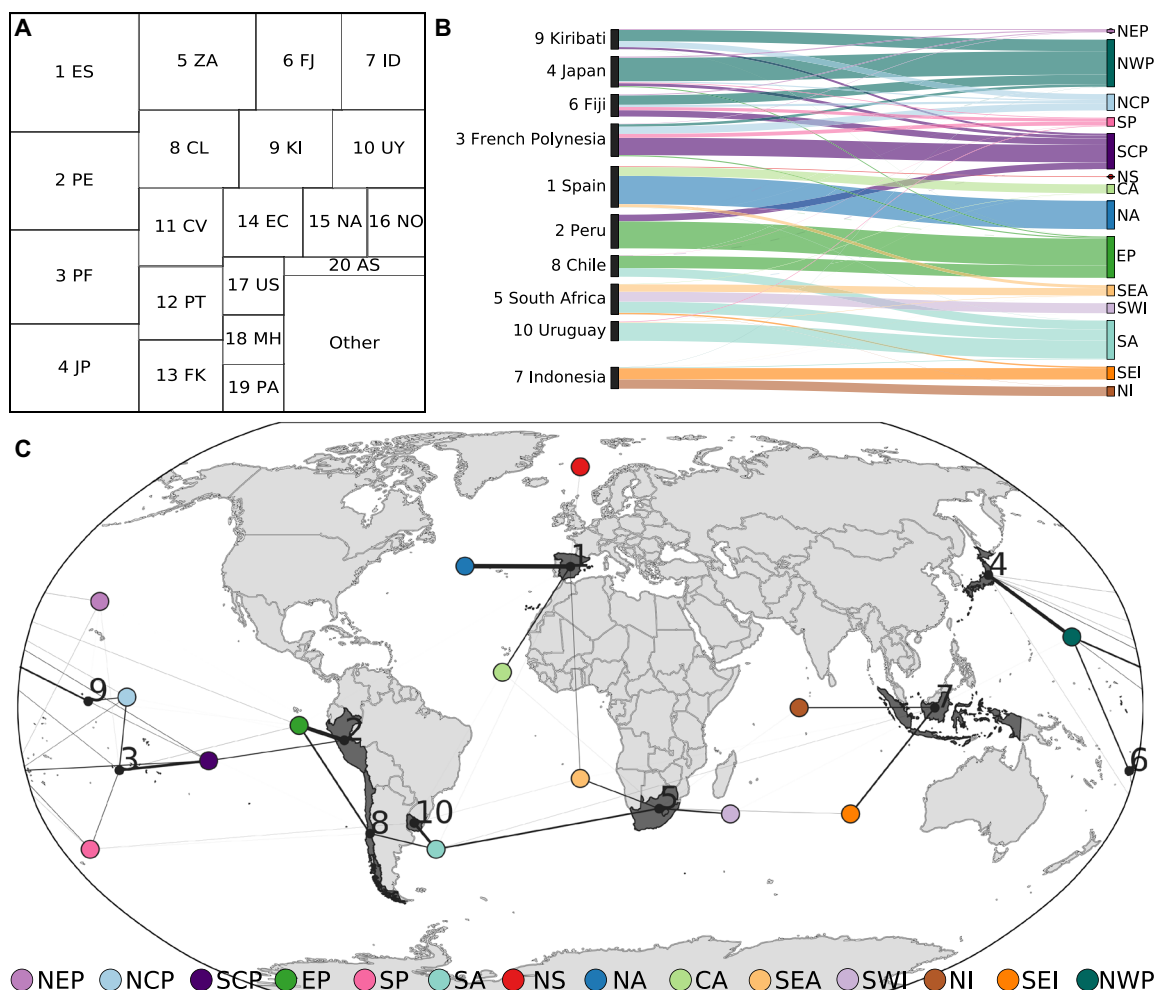 A
1 ES
5 ZA
6 FJ
7 ID
2 PE
8 CL
9 KI
10 UY
3 PF
11 CV
14 EC
15 NA
16 NO
20 AS
12 PT
17 US
4 JP
18 MH
Other
13 FK
19 PA
B
9 Kiribati
4 Japan
6 Fiji
3 French Polynesia
1 Spain
2 Peru
8 Chile
5 South Africa
10 Uruguay
7 Indonesia
NEP
NWP
NCP
SP
SCP
NS
CA
NA
EP
SEA
SWI
SA
SEI
NI
C
1
4
9
2
7
3
6
5
10
8
NEP NCP SCP EP SP SA NS NA CA SEA SWI NI SEI NWP